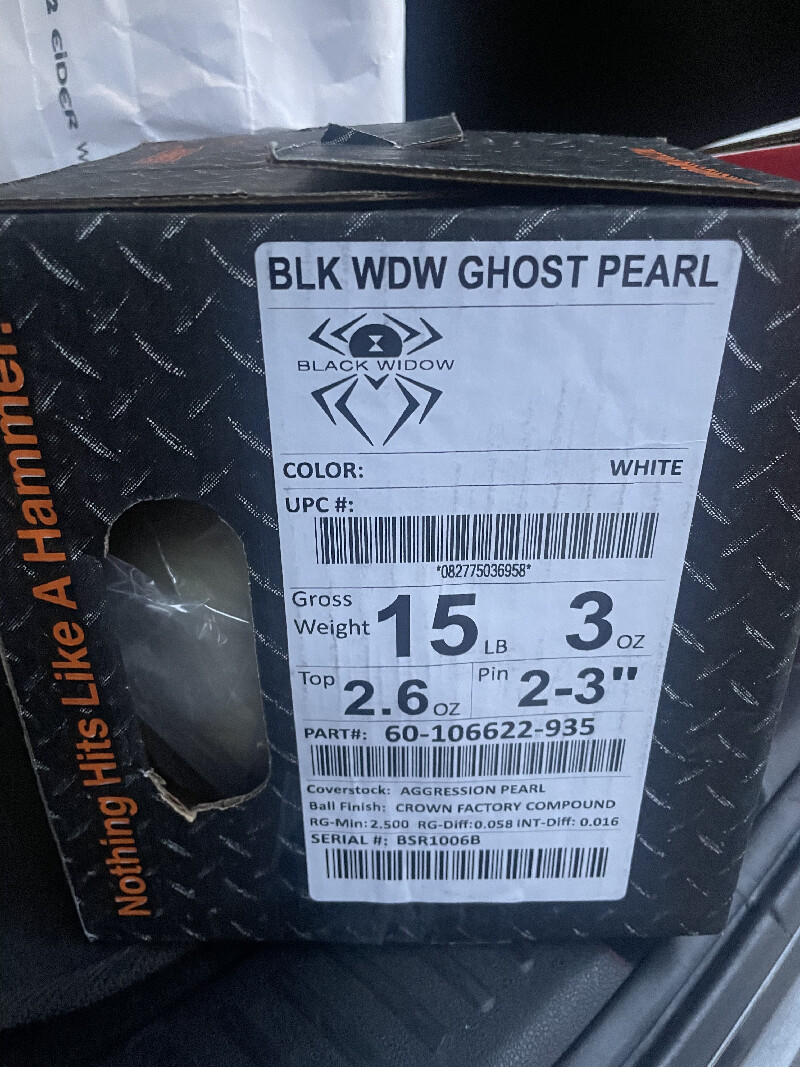 EIDER
BLK WDW GHOST PEARL
BLACK WIDOW
COLOR: WHITE
UPC #:
*082775036958*
Gross Weight 15 LB 3 OZ
Top 2.6 OZ Pin 2-3"
PART#: 60-106622-935
Coverstock: AGGRESSION PEARL
Ball Finish: CROWN FACTORY COMPOUND
RG-Min:2.500 RG-Diff:0.058 INT-Diff: 0.016
SERIAL #: BSR1006B
Nothing Hits Like A Hammer.